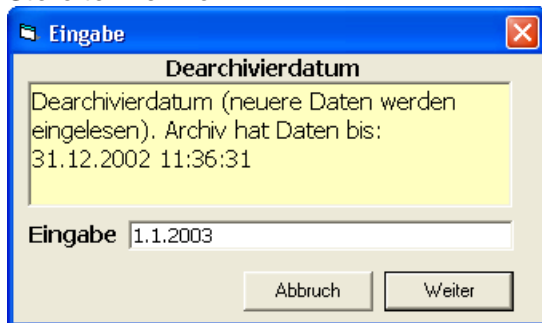 Eingabe
Dearchivierdatum
Dearchivierdatum (neuere Daten werden
eingelesen). Archiv hat Daten bis:
31.12.2002 11:36:31
Eingabe 1.1.2003
Abbruch Weiter